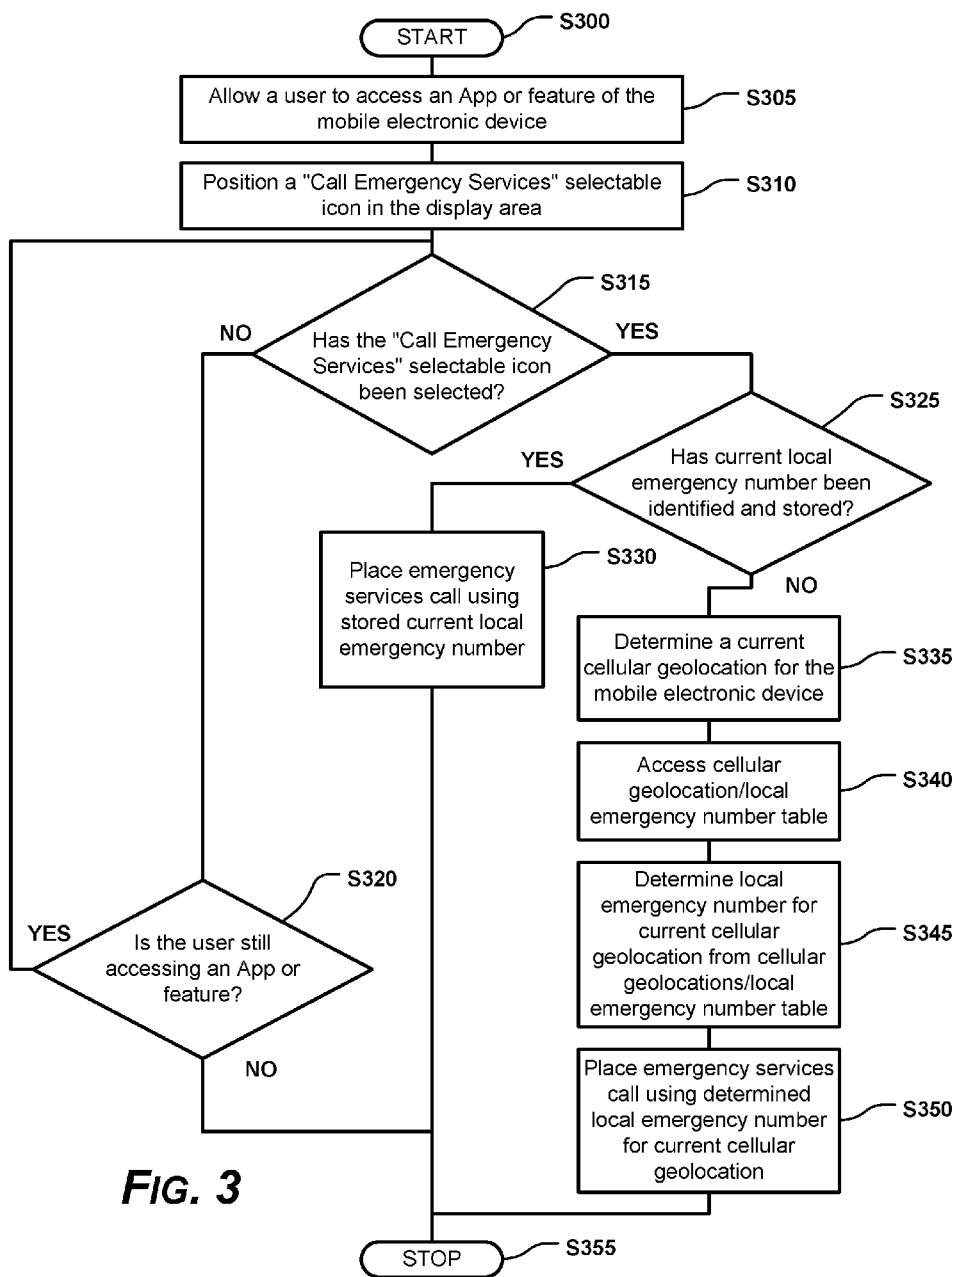 START
S300
Allow a user to access an App or feature of the
mobile electronic device
S305
Position a "Call Emergency Services" selectable
icon in the display area
S310
S315
NO
YES
Has the "Call Emergency
Services" selectable icon
been selected?
S325
YES
Has current local
emergency number been
identified and stored?
NO
S330
Place emergency
services call using
stored current local
emergency number
Determine a current
cellular geolocation for the
mobile electronic device
S335
Access cellular
geolocation/local
emergency number table
S340
S320
YES
Is the user still
accessing an App or
feature?
NO
Determine local
emergency number for
current cellular
geolocation from cellular
geolocations/local
emergency number table
S345
Place emergency services
call using determined
local emergency number
for current cellular
geolocation
S350
FIG. 3
STOP
S355